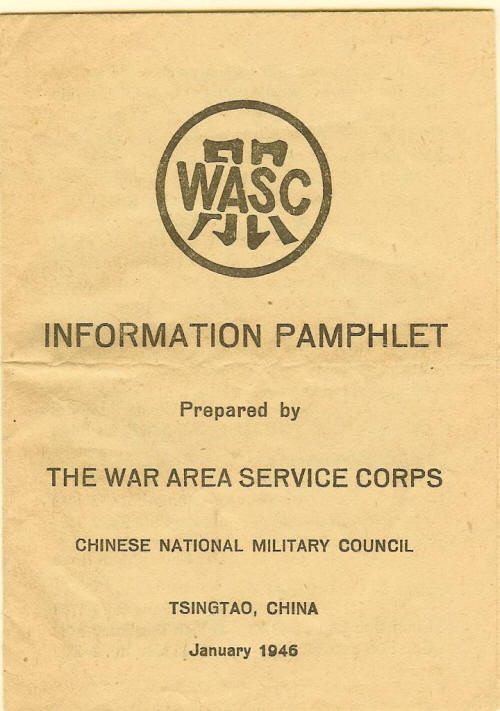 WASC
INFORMATION PAMPHLET
Prepared by
THE WAR AREA SERVICE CORPS
CHINESE NATIONAL MILITARY COUNCIL
TSINGTAO, CHINA
January 1946